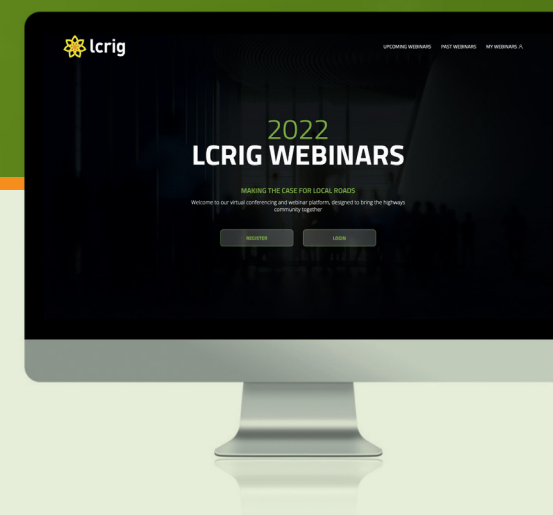 lcrig
UPCOMING WEBINARS PAST WEBINARS MY WEBINARS
2022
LCRIG WEBINARS
MAKING THE CASE FOR LOCAL ROADS
Welcome to our virtual conferencing and webinar platform, designed to bring the highways
community together
REGISTER LOGIN